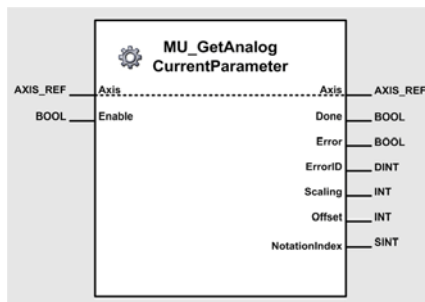 MU_GetAnalog
CurrentParameter
AXIS_REF Axis Axis AXIS_REF
BOOL Enable Done BOOL
Error BOOL
ErrorID DINT
Scaling INT
Offset INT
NotationIndex SINT